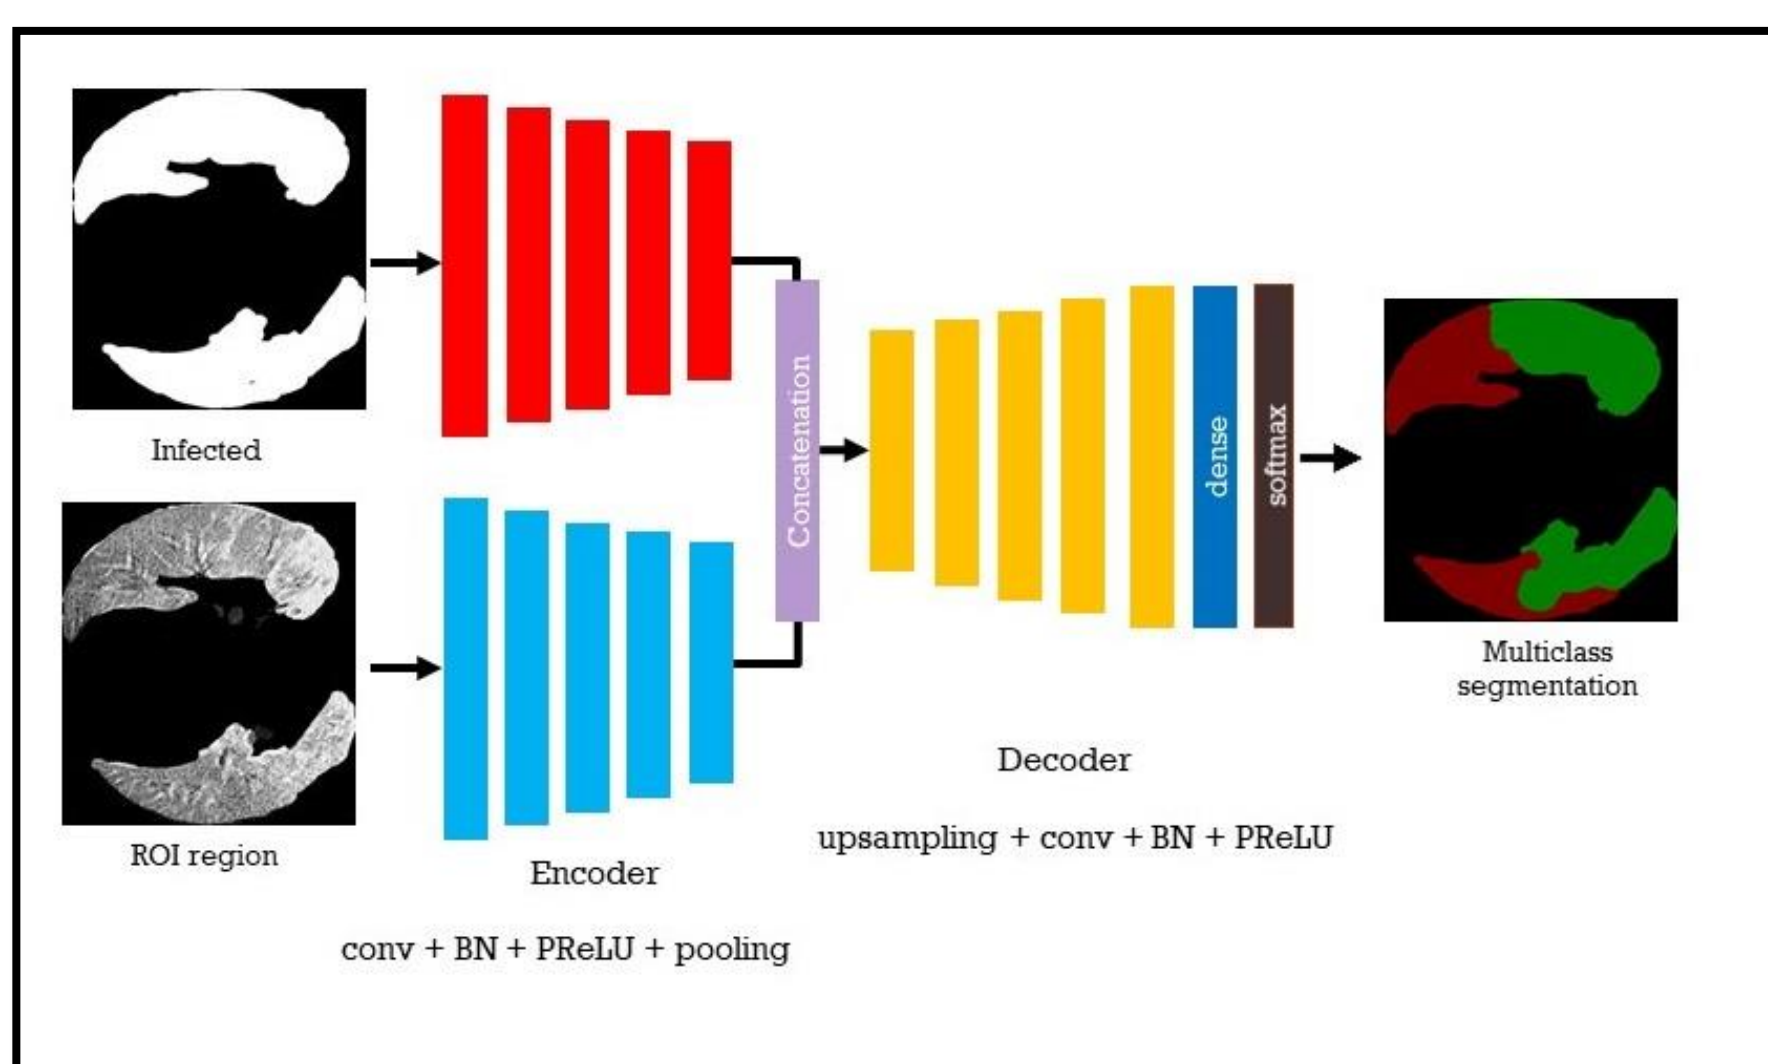 Infected
ROI region
Encoder
conv + BN + PReLU + pooling
Concatenation
Decoder
upsampling + conv + BN + PReLU
dense
softmax
Multiclass
segmentation